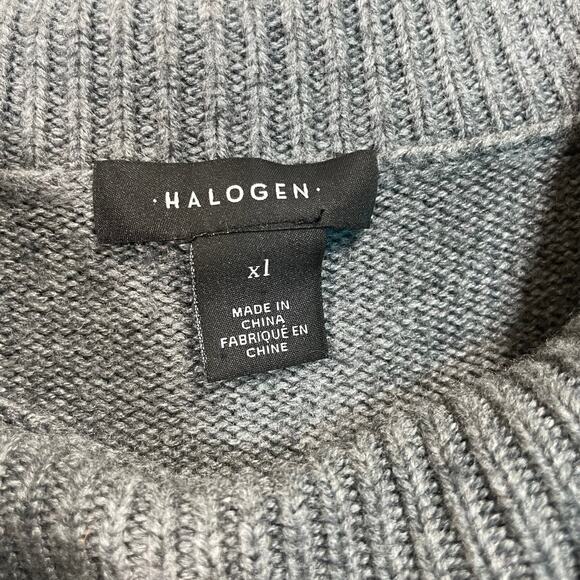 ·HALOGEN·
xl
MADE IN
CHINA
FABRIQUÉ EN
CHINE